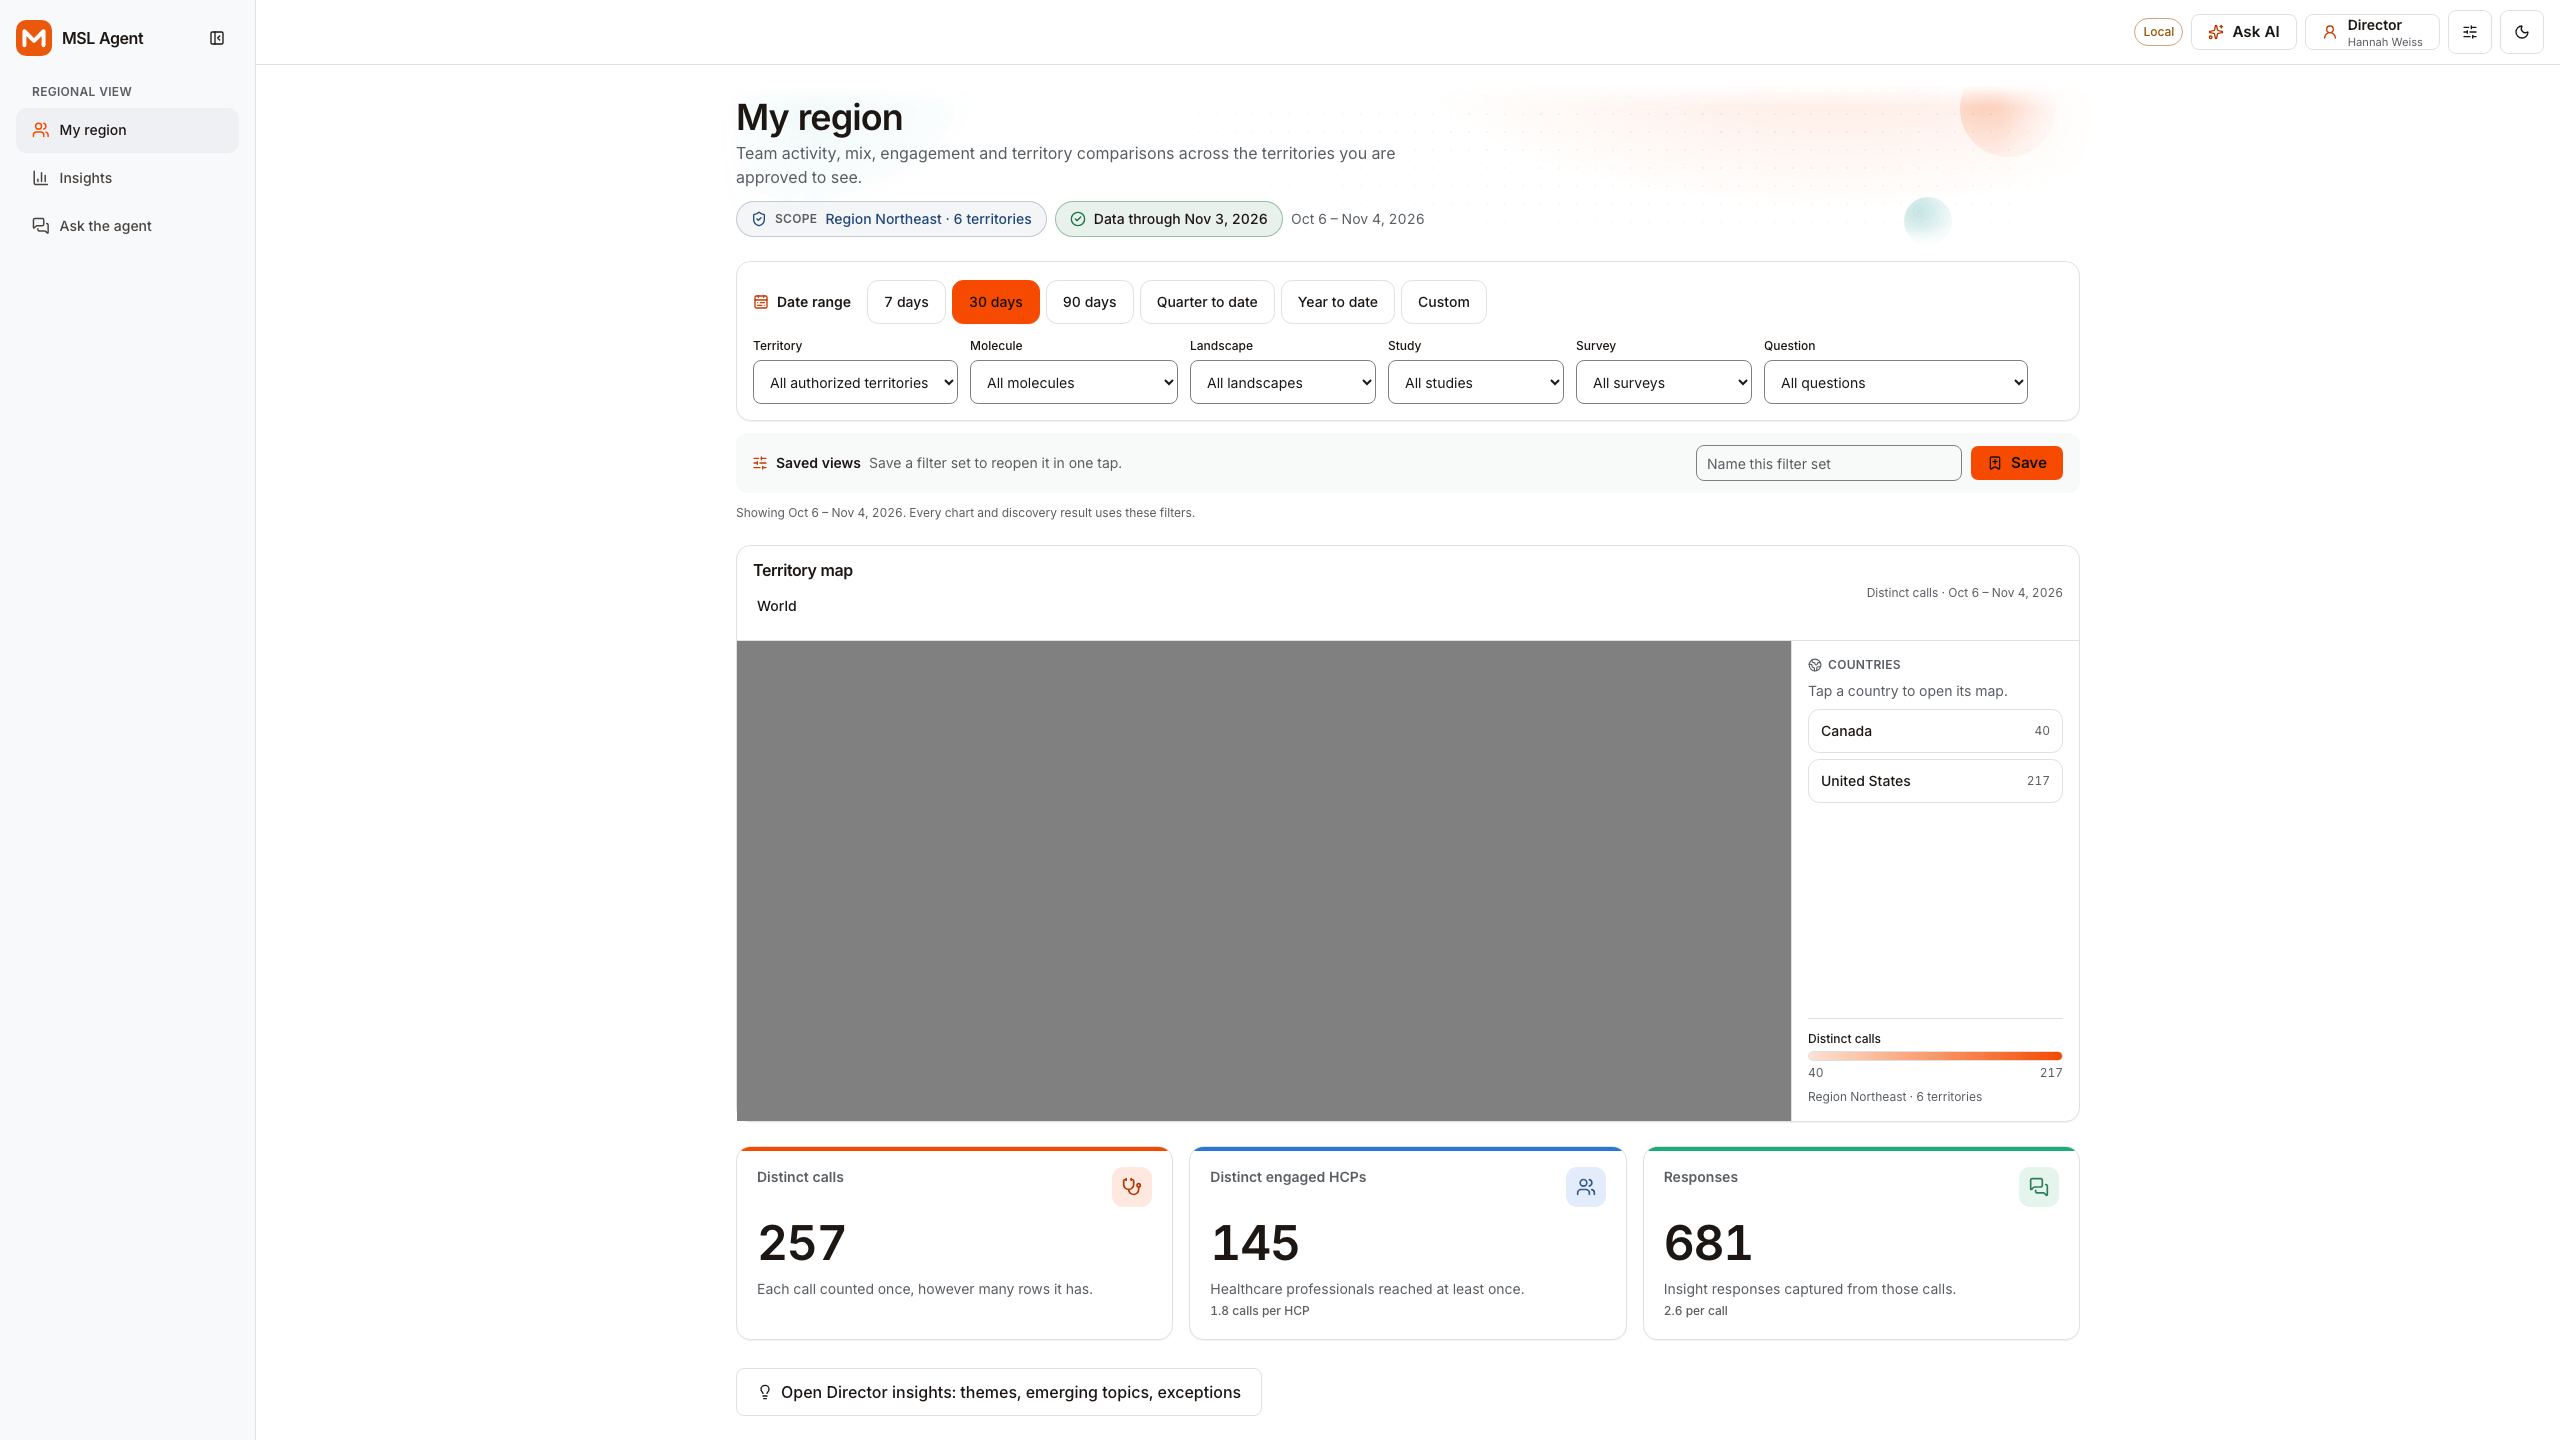 MSL Agent
REGIONAL VIEW
My region
Insights
Ask the agent
Local
Ask AI
Director
Hannah Weiss
My region
Team activity, mix, engagement and territory comparisons across the territories you are
approved to see.
SCOPE Region Northeast · 6 territories
Data through Nov 3, 2026
Oct 6 – Nov 4, 2026
Date range
7 days
30 days
90 days
Quarter to date
Year to date
Custom
Territory
Molecule
Landscape
Study
Survey
Question
All authorized territories
All molecules
All landscapes
All studies
All surveys
All questions
Saved views Save a filter set to reopen it in one tap.
Name this filter set
Save
Showing Oct 6 – Nov 4, 2026. Every chart and discovery result uses these filters.
Territory map
World
Distinct calls · Oct 6 – Nov 4, 2026
COUNTRIES
Tap a country to open its map.
Canada 40
United States 217
Distinct calls
40 217
Region Northeast · 6 territories
Distinct calls
257
Each call counted once, however many rows it has.
Distinct engaged HCPs
145
Healthcare professionals reached at least once.
1.8 calls per HCP
Responses
681
Insight responses captured from those calls.
2.6 per call
Open Director insights: themes, emerging topics, exceptions